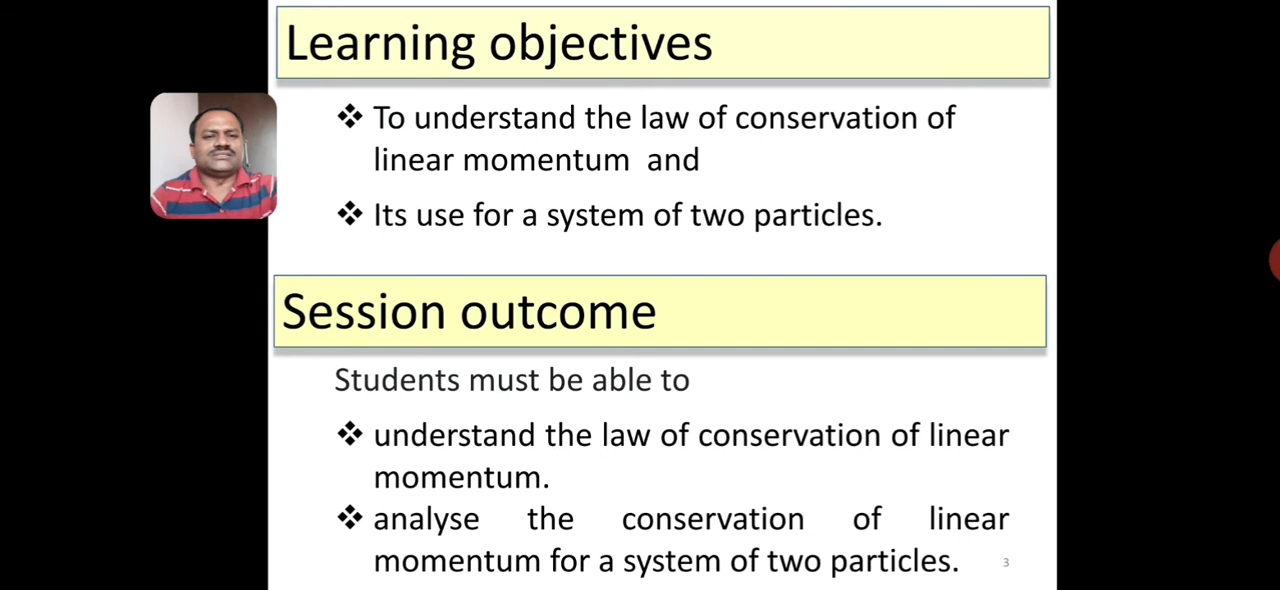 Learning objectives
❖ To understand the law of conservation of
linear momentum and
❖ Its use for a system of two particles.
Session outcome
Students must be able to
❖ understand the law of conservation of linear
momentum.
❖ analyse the conservation of linear
momentum for a system of two particles.
3